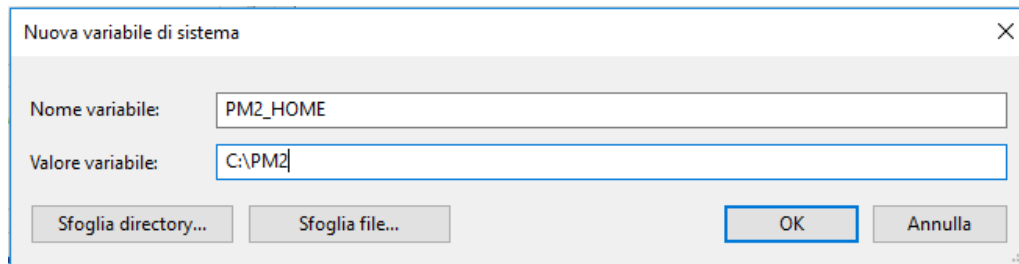 Nuova variabile di sistema
Nome variabile: PM2_HOME
Valore variabile: C:\PM2
Sfoglia directory... Sfoglia file... OK Annulla